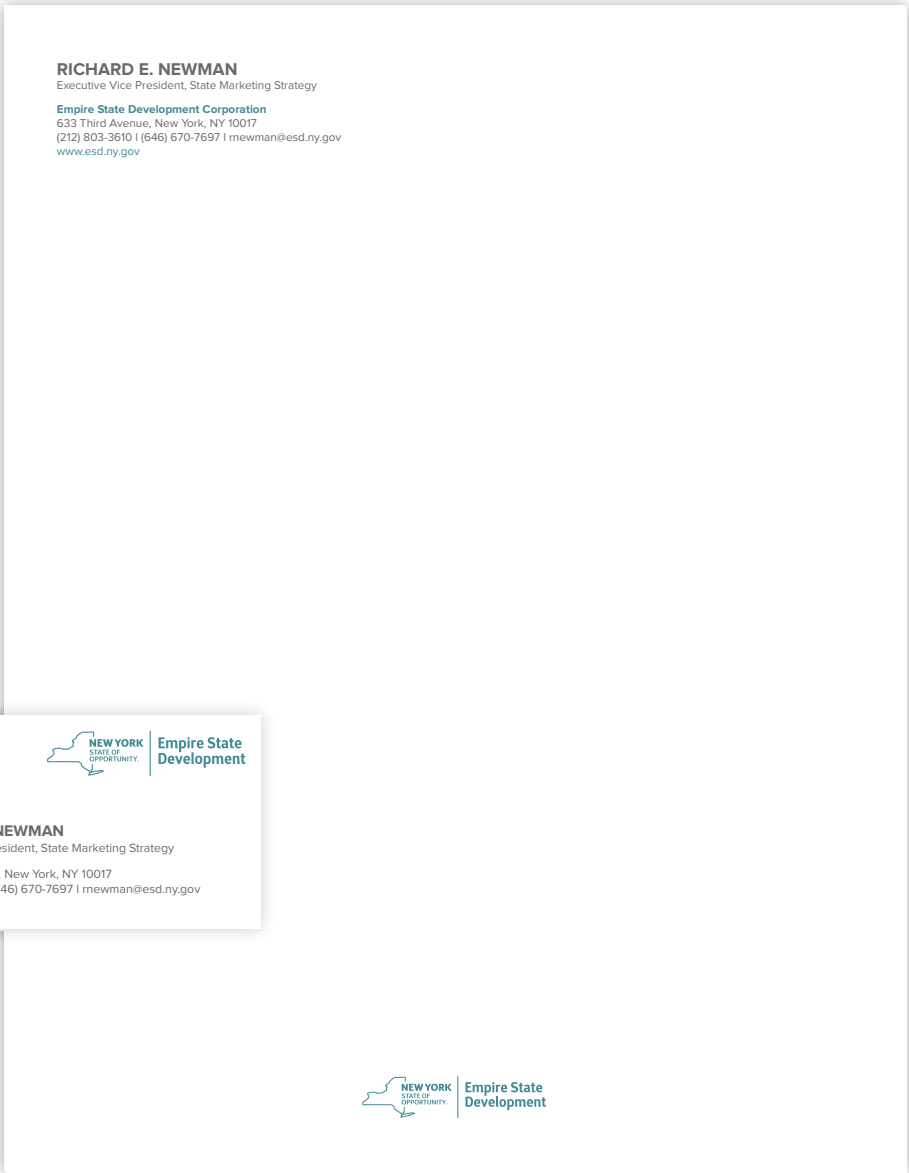 RICHARD E. NEWMAN
Executive Vice President, State Marketing Strategy
Empire State Development Corporation
633 Third Avenue, New York, NY 10017
(212) 803-3610 | (646) 670-7697 | rnewman@esd.ny.gov
www.esd.ny.gov
NEW YORK
STATE OF
OPPORTUNITY.
Empire State
Development
NEWMAN
esident, State Marketing Strategy
, New York, NY 10017
46) 670-7697 | rnewman@esd.ny.gov
NEW YORK
STATE OF
OPPORTUNITY.
Empire State
Development